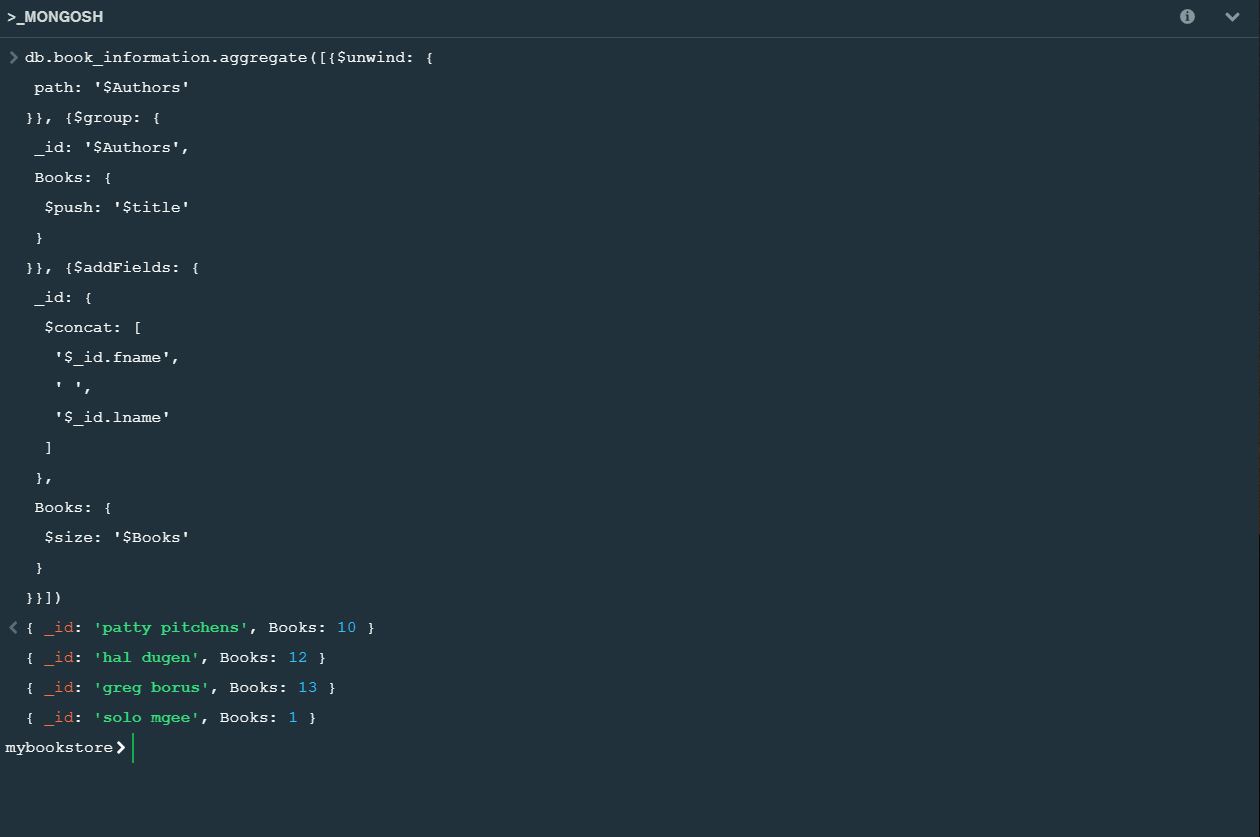 >_MONGOSH
> db.book_information.aggregate([{$unwind: {
path: '$Authors'
}}, {$group: {
_id: '$Authors',
Books: {
$push: '$title'
}
}}, {$addFields: {
_id: {
$concat: [
'$_id.fname',
' ',
'$_id.lname'
]
},
Books: {
$size: '$Books'
}
}}])
< { _id: 'patty pitchens', Books: 10 }
{ _id: 'hal dugen', Books: 12 }
{ _id: 'greg borus', Books: 13 }
{ _id: 'solo mgee', Books: 1 }
mybookstore>